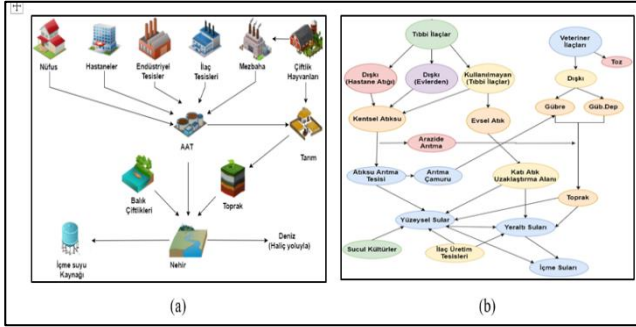 Nüfus
Hastaneler
Endüstriyel
Tesisler
İlaç
Tesisleri
Mezbaha
Çiftlik
Hayvanları
AAT
Tarım
Balık
Çiftlikleri
Toprak
İçme suyu
Kaynağı
Nehir
Deniz
(Haliç yoluyla)
(a)
Tıbbi İlaçlar
Veteriner
İlaçları
Toz
Dışkı
(Hastane Atığı)
Dışkı
(Evlerden)
Kullanılmayan
(Tıbbi İlaçlar)
Dışkı
Gübre
Güb.Dep
Kentsel Atıksu
Evsel Atık
Arazide
Arıtma
Atıksu Arıtma
Tesisi
Arıtma
Çamuru
Katı Atık
Uzaklaştırma Alanı
Toprak
Yüzeysel Sular
Yeraltı Suları
Sucul Kültürler
İlaç Üretim
Tesisleri
İçme Suları
(b)